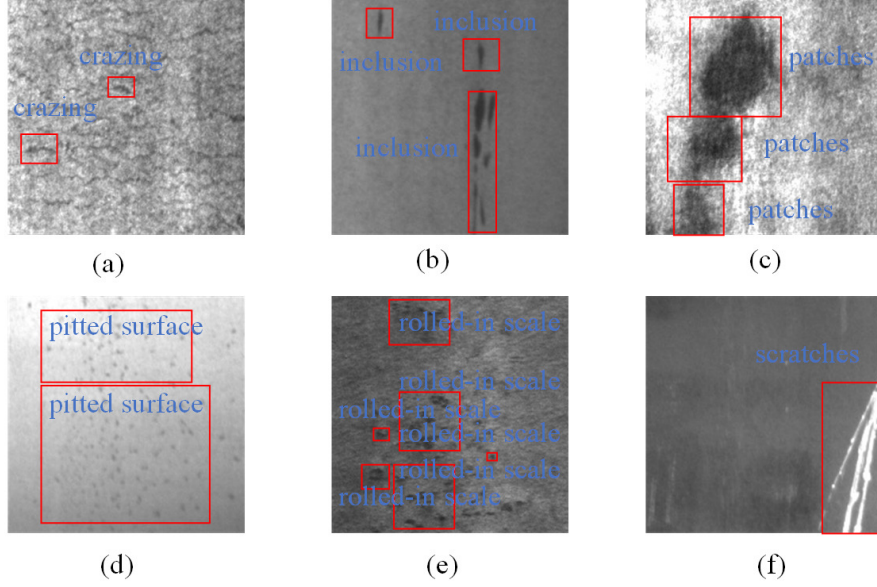 crazing
crazing
inclusion
inclusion
inclusion
patches
patches
patches
(a)
(b)
(c)
pitted surface
pitted surface
rolled-in scale
rolled-in scale
rolled-in scale
rolled-in scale
rolled-in scale
rolled-in scale
scratches
(d)
(e)
(f)